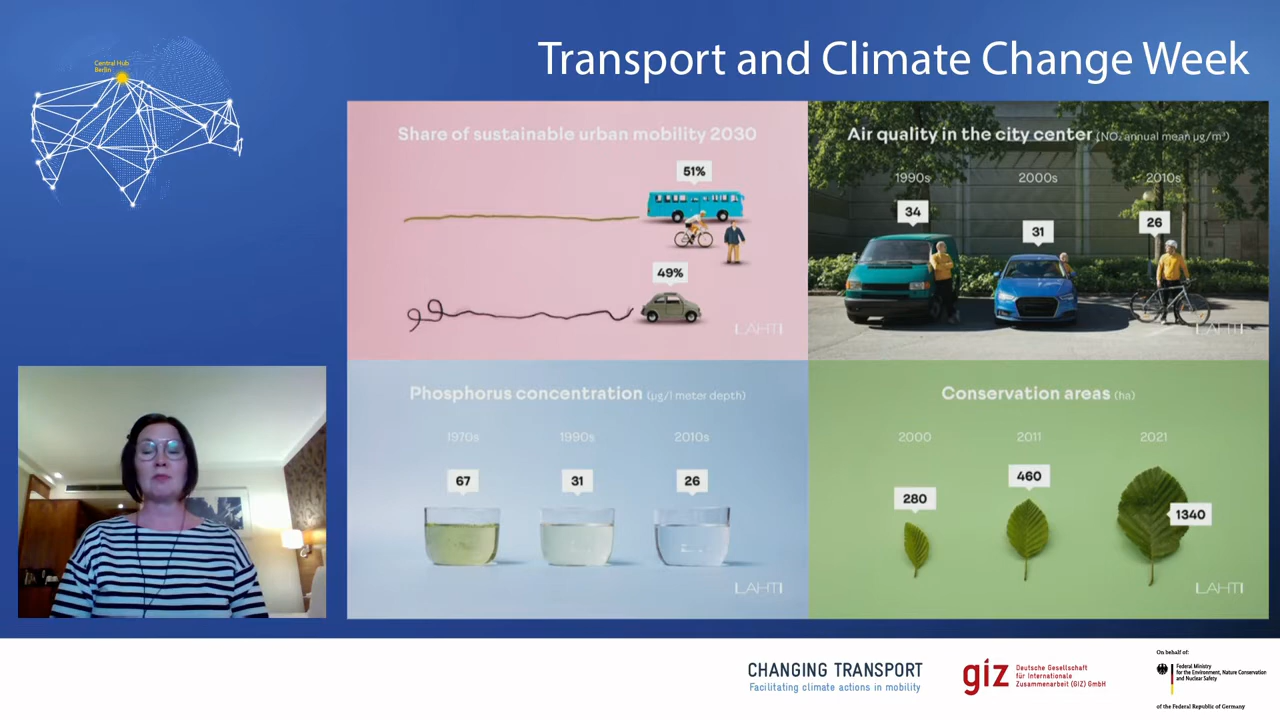 Central Hub
Berlin
Transport and Climate Change Week
Share of sustainable urban mobility 2030
51%
49%
LAHTI
Air quality in the city center (NO₂ annual mean µg/m³)
1990s 2000s 2010s
34
31
26
LAHTI
Phosphorus concentration (µg/l meter depth)
1970s 1990s 2010s
67 31 26
LAHTI
Conservation areas (ha)
2000 2011 2021
280
460
1340
LAHTI
CHANGING TRANSPORT
Facilitating climate actions in mobility
giz
Deutsche Gesellschaft
für Internationale
Zusammenarbeit (GIZ) GmbH
On behalf of:
Federal Ministry
for the Environment, Nature Conservation
and Nuclear Safety
of the Federal Republic of Germany